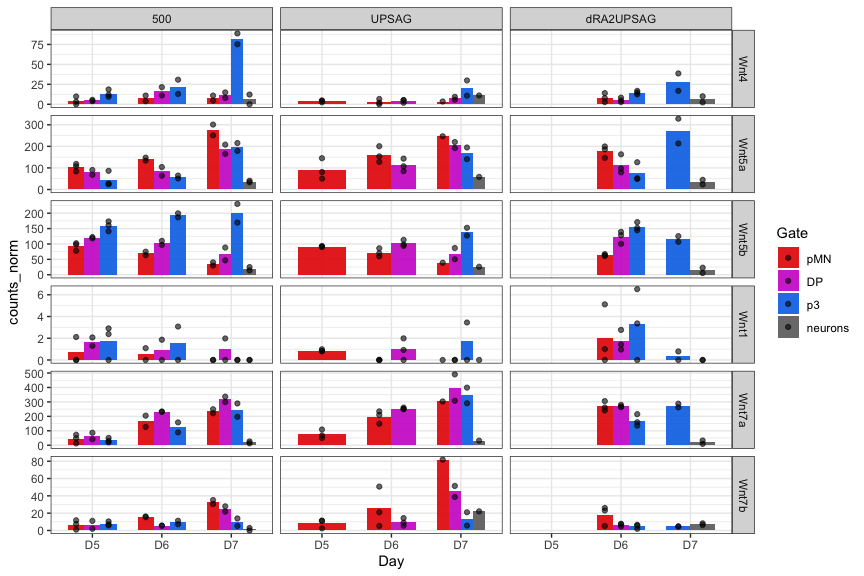 500 UPSAG dRA2UPSAG
75
50
25
0
Wnt4
300
200
100
0
Wnt5a
200
150
100
50
0
Wnt5b
6
4
2
0
Wnt1
500
400
300
200
100
0
Wnt7a
80
60
40
20
0
Wnt7b
counts_norm
D5 D6 D7 D5 D6 D7 D5 D6 D7
Day
Gate
pMN
DP
p3
neurons